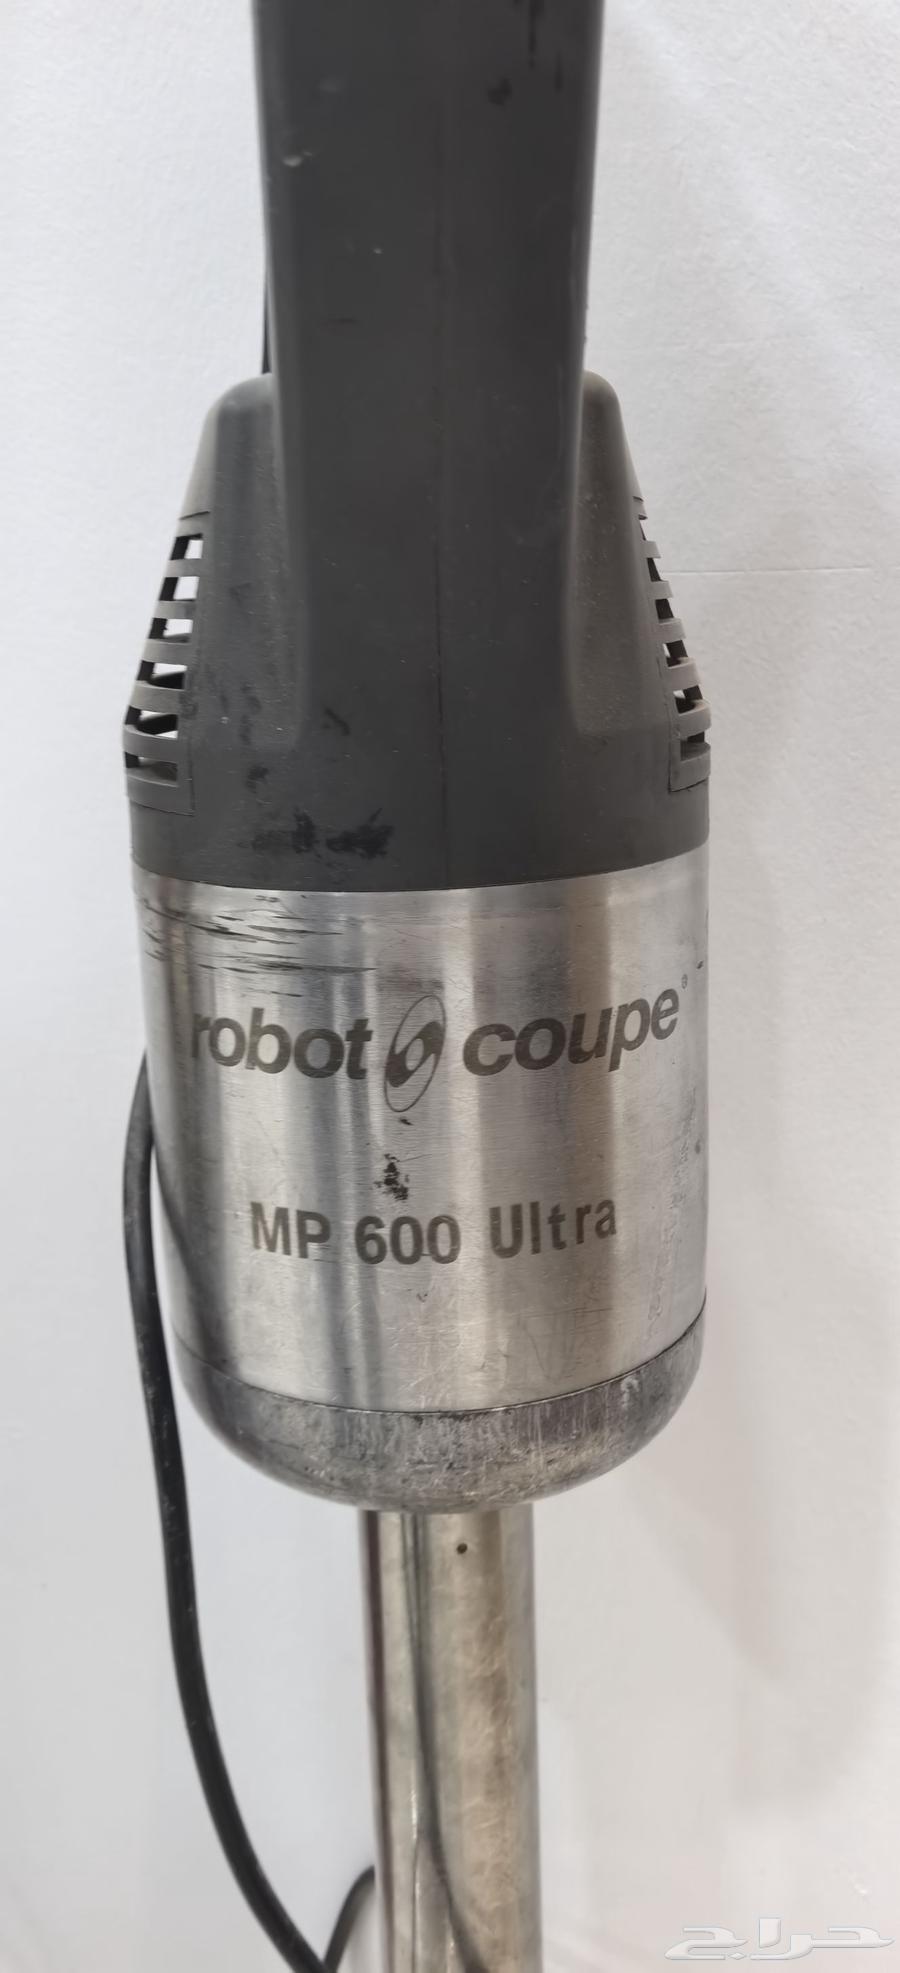 robot coupe®
MP 600 Ultra
حراج